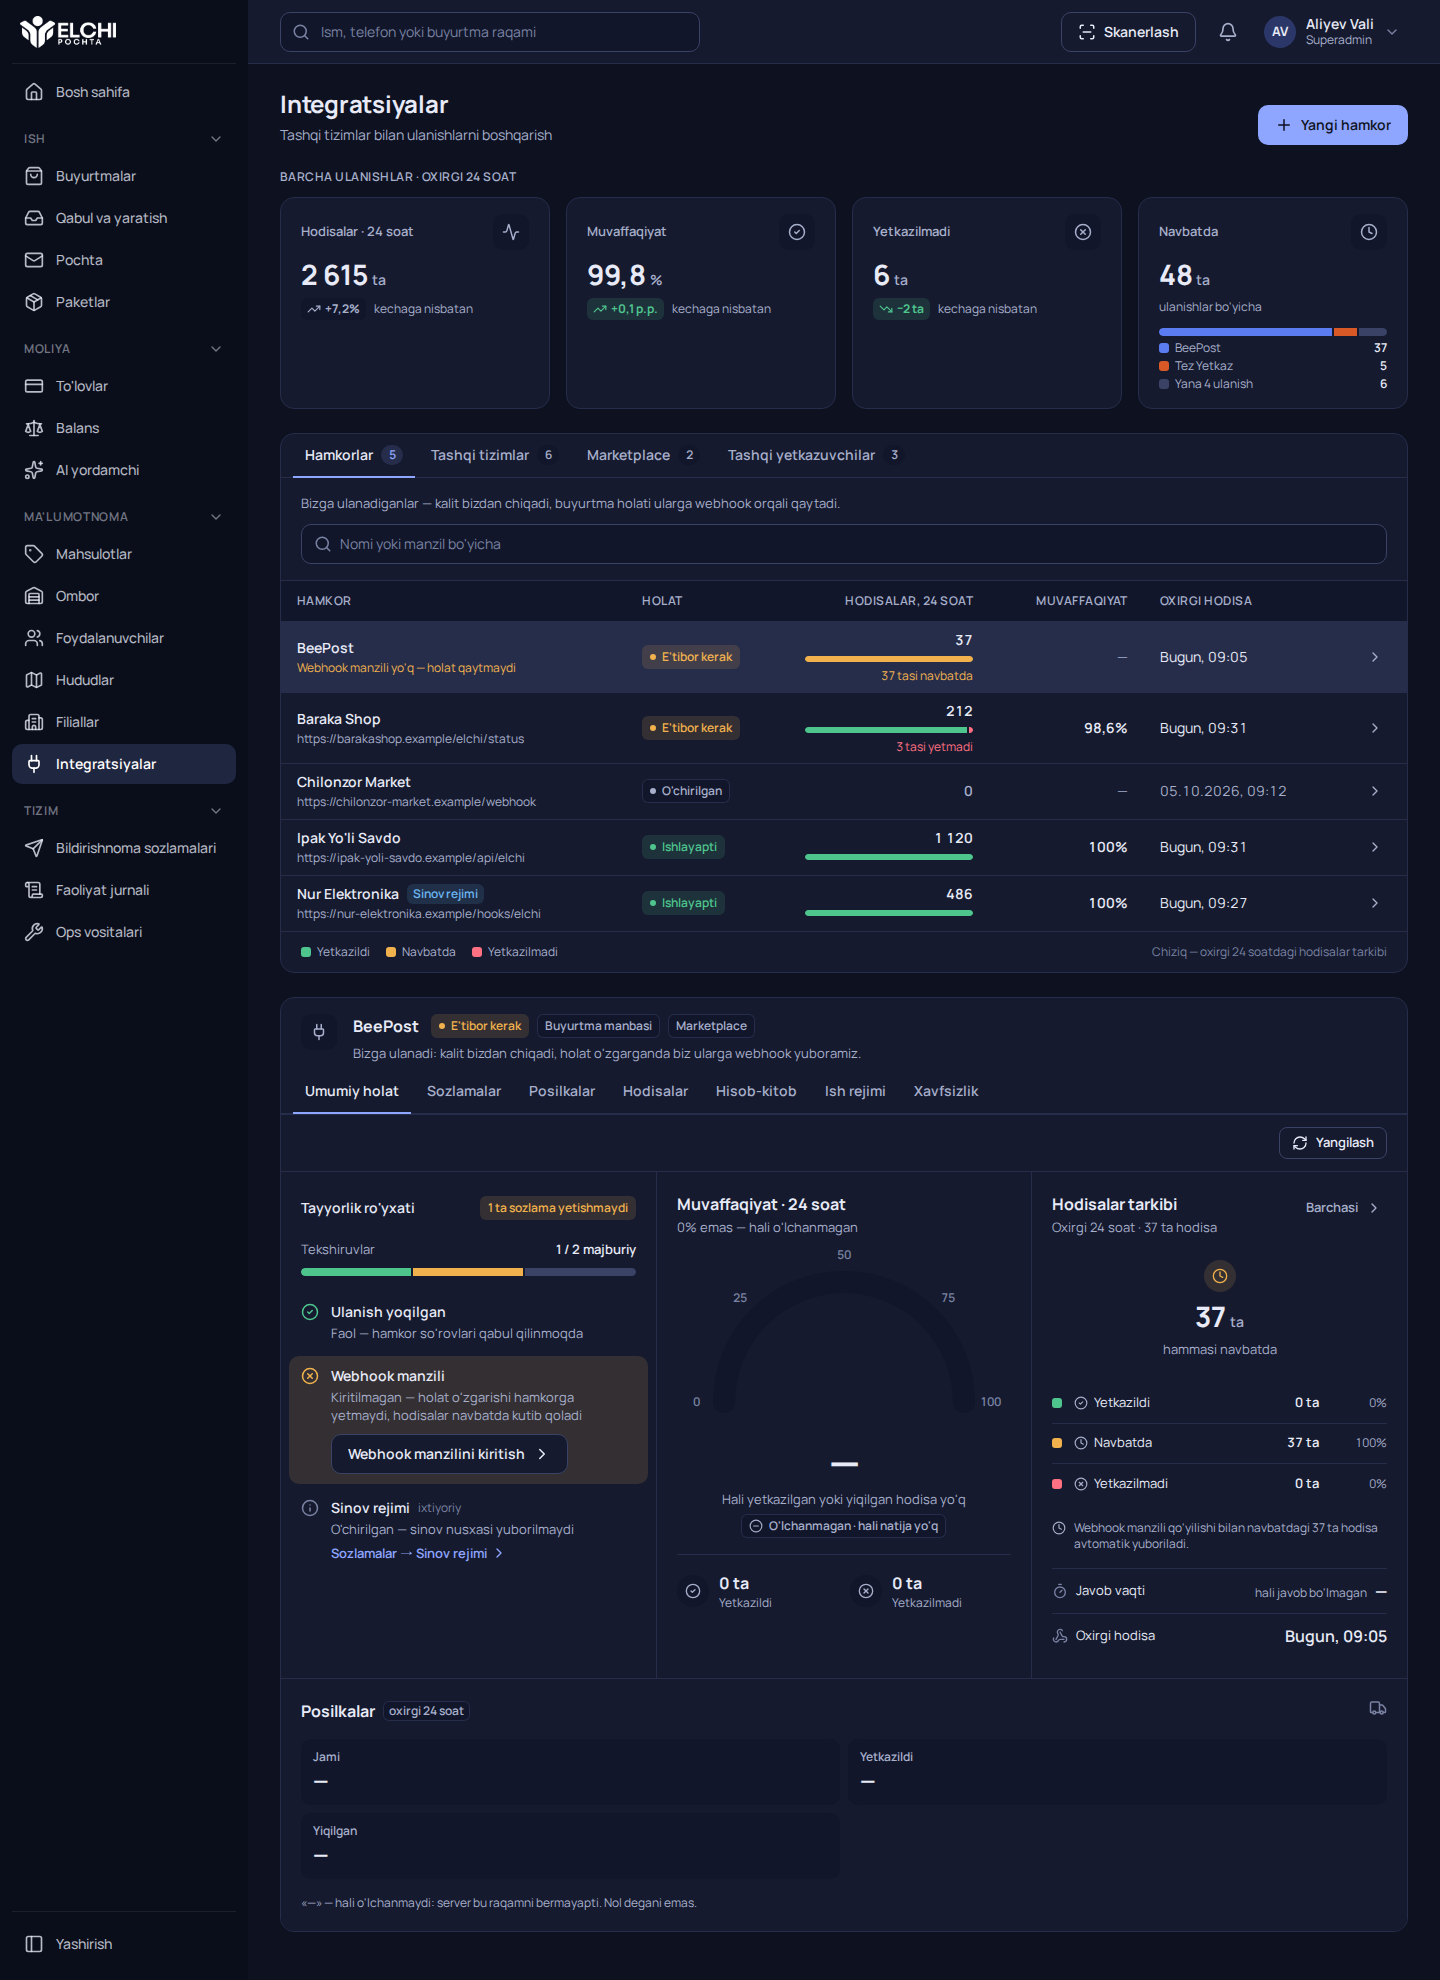 ELCHI
POCHTA
Ism, telefon yoki buyurtma raqami
Skanerlash
AV
Aliyev Vali
Superadmin
Bosh sahifa
ISH
Buyurtmalar
Qabul va yaratish
Pochta
Paketlar
MOLIYA
To'lovlar
Balans
AI yordamchi
MA'LUMOTNOMA
Mahsulotlar
Ombor
Foydalanuvchilar
Hududlar
Filiallar
Integratsiyalar
TIZIM
Bildirishnoma sozlamalari
Faoliyat jurnali
Ops vositalari
Yashirish
Integratsiyalar
Tashqi tizimlar bilan ulanishlarni boshqarish
Yangi hamkor
BARCHA ULANISHLAR · OXIRGI 24 SOAT
Hodisalar · 24 soat
2 615 ta
+7,2% kechaga nisbatan
Muvaffaqiyat
99,8 %
+0,1 p.p. kechaga nisbatan
Yetkazilmadi
6 ta
−2 ta kechaga nisbatan
Navbatda
48 ta
ulanishlar bo'yicha
BeePost 37
Tez Yetkaz 5
Yana 4 ulanish 6
Hamkorlar 5
Tashqi tizimlar 6
Marketplace 2
Tashqi yetkazuvchilar 3
Bizga ulanadiganlar — kalit bizdan chiqadi, buyurtma holati ularga webhook orqali qaytadi.
Nomi yoki manzil bo'yicha
HAMKOR HOLAT HODISALAR, 24 SOAT MUVAFFAQIYAT OXIRGI HODISA
BeePost
Webhook manzili yo'q — holat qaytmaydi
E'tibor kerak
37
37 tasi navbatda
—
Bugun, 09:05
Baraka Shop
https://barakashop.example/elchi/status
E'tibor kerak
212
3 tasi yetmadi
98,6%
Bugun, 09:31
Chilonzor Market
https://chilonzor-market.example/webhook
O'chirilgan
0
—
05.10.2026, 09:12
Ipak Yo'li Savdo
https://ipak-yoli-savdo.example/api/elchi
Ishlayapti
1 120
100%
Bugun, 09:31
Nur Elektronika Sinov rejimi
https://nur-elektronika.example/hooks/elchi
Ishlayapti
486
100%
Bugun, 09:27
Yetkazildi Navbatda Yetkazilmadi
Chiziq — oxirgi 24 soatdagi hodisalar tarkibi
BeePost E'tibor kerak Buyurtma manbasi Marketplace
Bizga ulanadi: kalit bizdan chiqadi, holat o'zgarganda biz ularga webhook yuboramiz.
Umumiy holat Sozlamalar Posilkalar Hodisalar Hisob-kitob Ish rejimi Xavfsizlik
Yangilash
Tayyorlik ro'yxati 1 ta sozlama yetishmaydi
Tekshiruvlar 1 / 2 majburiy
Ulanish yoqilgan
Faol — hamkor so'rovlari qabul qilinmoqda
Webhook manzili
Kiritilmagan — holat o'zgarishi hamkorga
yetmaydi, hodisalar navbatda kutib qoladi
Webhook manzilini kiritish
Sinov rejimi ixtiyoriy
O'chirilgan — sinov nusxasi yuborilmaydi
Sozlamalar → Sinov rejimi
Muvaffaqiyat · 24 soat
0% emas — hali o'lchanmagan
50
25 75
0 100
—
Hali yetkazilgan yoki yiqilgan hodisa yo'q
O'lchanmagan · hali natija yo'q
0 ta
Yetkazildi
0 ta
Yetkazilmadi
Hodisalar tarkibi
Barchasi
Oxirgi 24 soat · 37 ta hodisa
37 ta
hammasi navbatda
Yetkazildi 0 ta 0%
Navbatda 37 ta 100%
Yetkazilmadi 0 ta 0%
Webhook manzili qo'yilishi bilan navbatdagi 37 ta hodisa
avtomatik yuboriladi.
Javob vaqti hali javob bo'lmagan —
Oxirgi hodisa Bugun, 09:05
Posilkalar oxirgi 24 soat
Jami
—
Yetkazildi
—
Yiqilgan
—
«—» — hali o'lchanmaydi: server bu raqamni bermayapti. Nol degani emas.